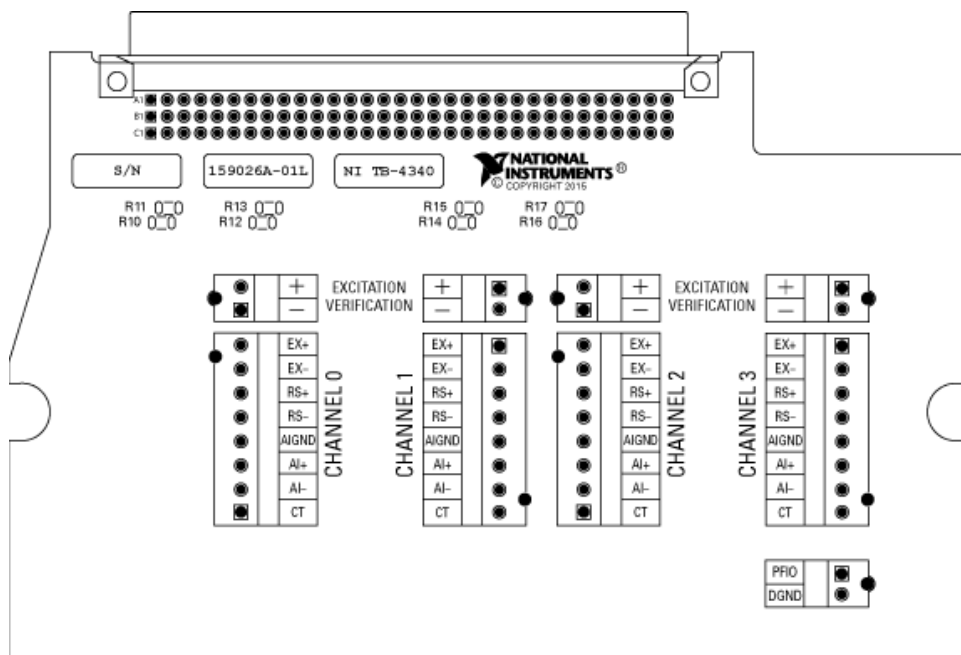 A1
B1
C1
S/N
159026A-01L
NI TB-4340
NATIONAL
INSTRUMENTS ®
© COPYRIGHT 2015
R11
R13
R15
R17
R10
R12
R14
R16
+ EXCITATION +
− VERIFICATION −
+ EXCITATION +
− VERIFICATION −
EX+
EX−
RS+
RS−
AIGND
AI+
AI−
CT
CHANNEL 0
CHANNEL 1
EX+
EX−
RS+
RS−
AIGND
AI+
AI−
CT
EX+
EX−
RS+
RS−
AIGND
AI+
AI−
CT
CHANNEL 2
CHANNEL 3
EX+
EX−
RS+
RS−
AIGND
AI+
AI−
CT
PFI0
DGND